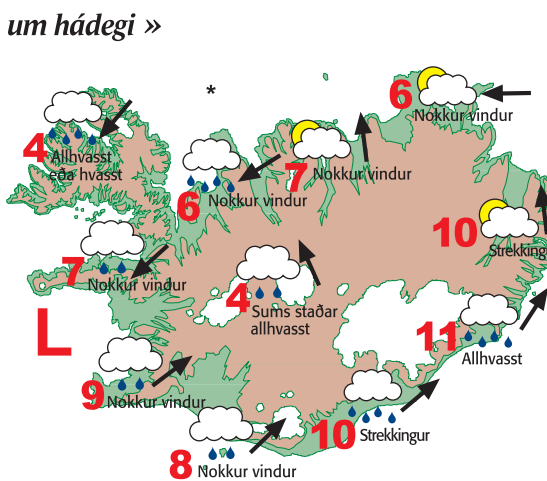 um hádegi »
*
6
Nokkur vindur
4
Allhvasst
eða hvasst
7
Nokkur vindur
6
Nokkur vindur
10
Strekking
7
Nokkur vindur
4
Sums staðar
allhvasst
L
11
Allhvasst
9
Nokkur vindur
10
Strekkingur
8
Nokkur vindur